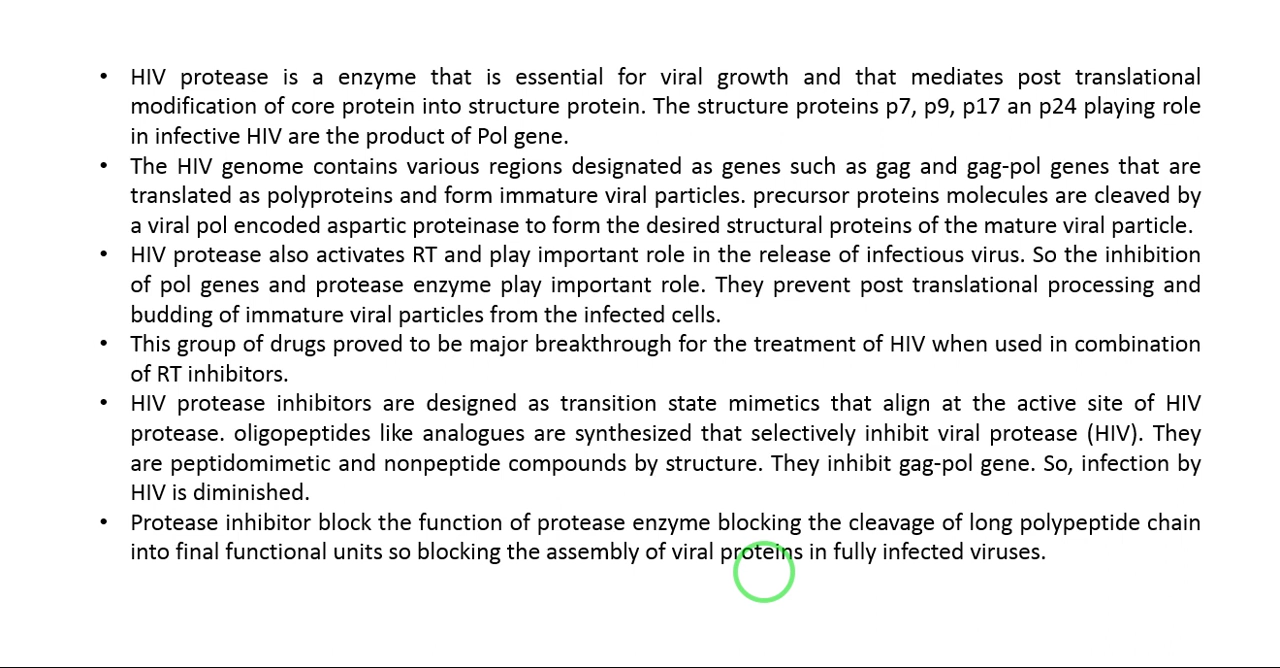 • HIV protease is a enzyme that is essential for viral growth and that mediates post translational
modification of core protein into structure protein. The structure proteins p7, p9, p17 an p24 playing role
in infective HIV are the product of Pol gene.
• The HIV genome contains various regions designated as genes such as gag and gag-pol genes that are
translated as polyproteins and form immature viral particles. precursor proteins molecules are cleaved by
a viral pol encoded aspartic proteinase to form the desired structural proteins of the mature viral particle.
• HIV protease also activates RT and play important role in the release of infectious virus. So the inhibition
of pol genes and protease enzyme play important role. They prevent post translational processing and
budding of immature viral particles from the infected cells.
• This group of drugs proved to be major breakthrough for the treatment of HIV when used in combination
of RT inhibitors.
• HIV protease inhibitors are designed as transition state mimetics that align at the active site of HIV
protease. oligopeptides like analogues are synthesized that selectively inhibit viral protease (HIV). They
are peptidomimetic and nonpeptide compounds by structure. They inhibit gag-pol gene. So, infection by
HIV is diminished.
• Protease inhibitor block the function of protease enzyme blocking the cleavage of long polypeptide chain
into final functional units so blocking the assembly of viral proteins in fully infected viruses.